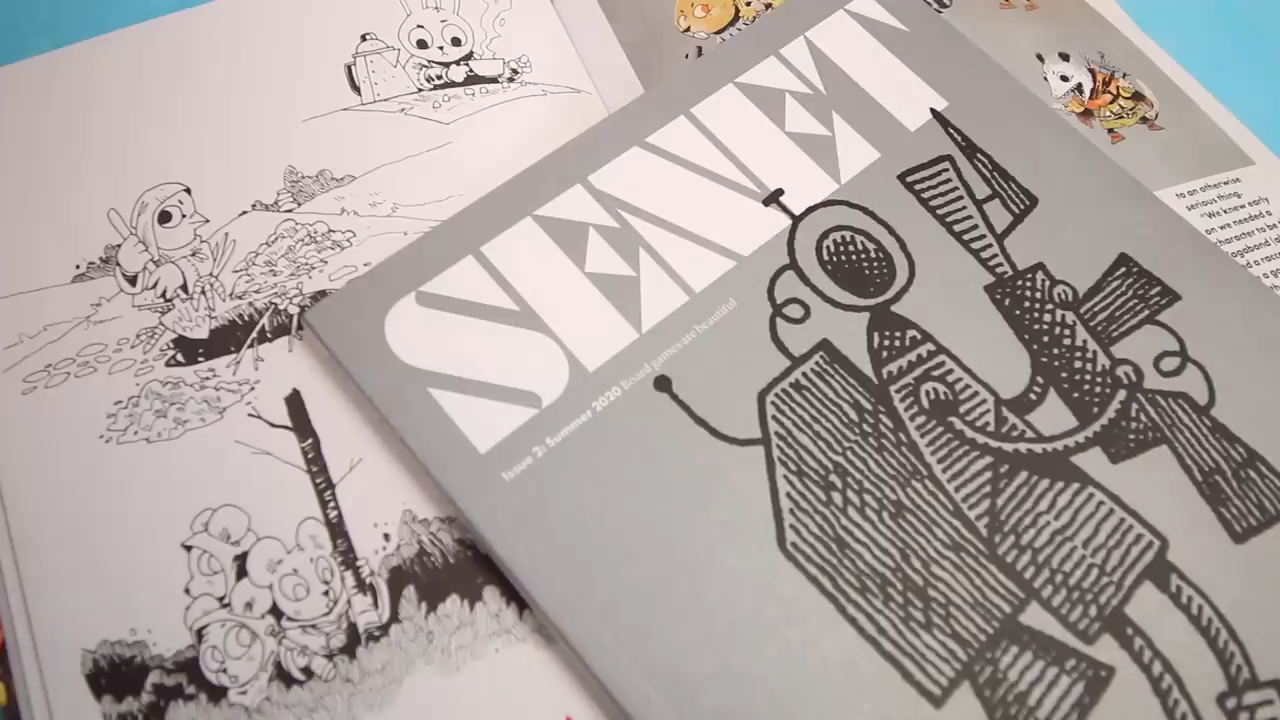 SENET
Issue 2: Summer 2020 Board games are beautiful
to an otherwise
serious thing.
“We knew early
on we needed a
character to be